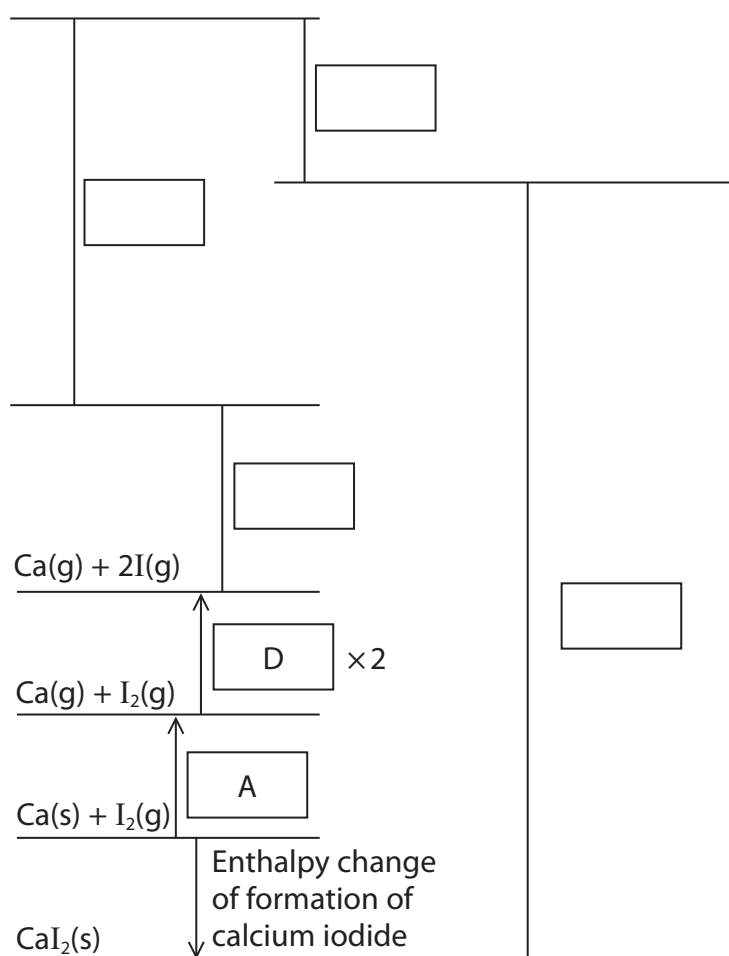 Ca(g) + 2I(g)
D ×2
Ca(g) + I₂(g)
A
Ca(s) + I₂(g)
Enthalpy change
of formation of
calcium iodide
CaI₂(s)